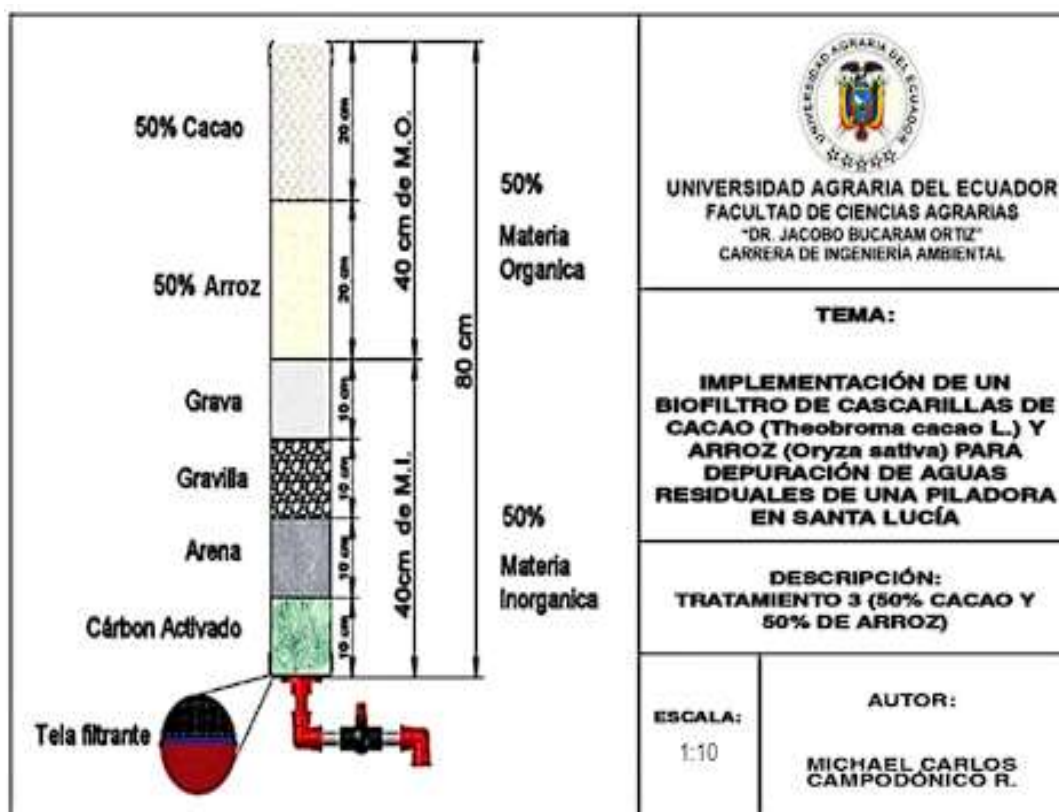 50% Cacao
50% Arroz
Grava
Gravilla
Arena
Cárbon Activado
Tela filtrante
20 cm
20 cm
10 cm
10 cm
10 cm
10 cm
40 cm de M.O.
40cm de M.I.
80 cm
50%
Materia
Organica
50%
Materia
Inorganica
UNIVERSIDAD AGRARIA DEL ECUADOR
UNIVERSIDAD AGRARIA DEL ECUADOR
FACULTAD DE CIENCIAS AGRARIAS
"DR. JACOBO BUCARAM ORTIZ"
CARRERA DE INGENIERÍA AMBIENTAL
TEMA:
IMPLEMENTACIÓN DE UN
BIOFILTRO DE CASCARILLAS DE
CACAO (Theobroma cacao L.) Y
ARROZ (Oryza sativa) PARA
DEPURACIÓN DE AGUAS
RESIDUALES DE UNA PILADORA
EN SANTA LUCÍA
DESCRIPCIÓN:
TRATAMIENTO 3 (50% CACAO Y
50% DE ARROZ)
ESCALA:
1:10
AUTOR:
MICHAEL CARLOS
CAMPODÓNICO R.